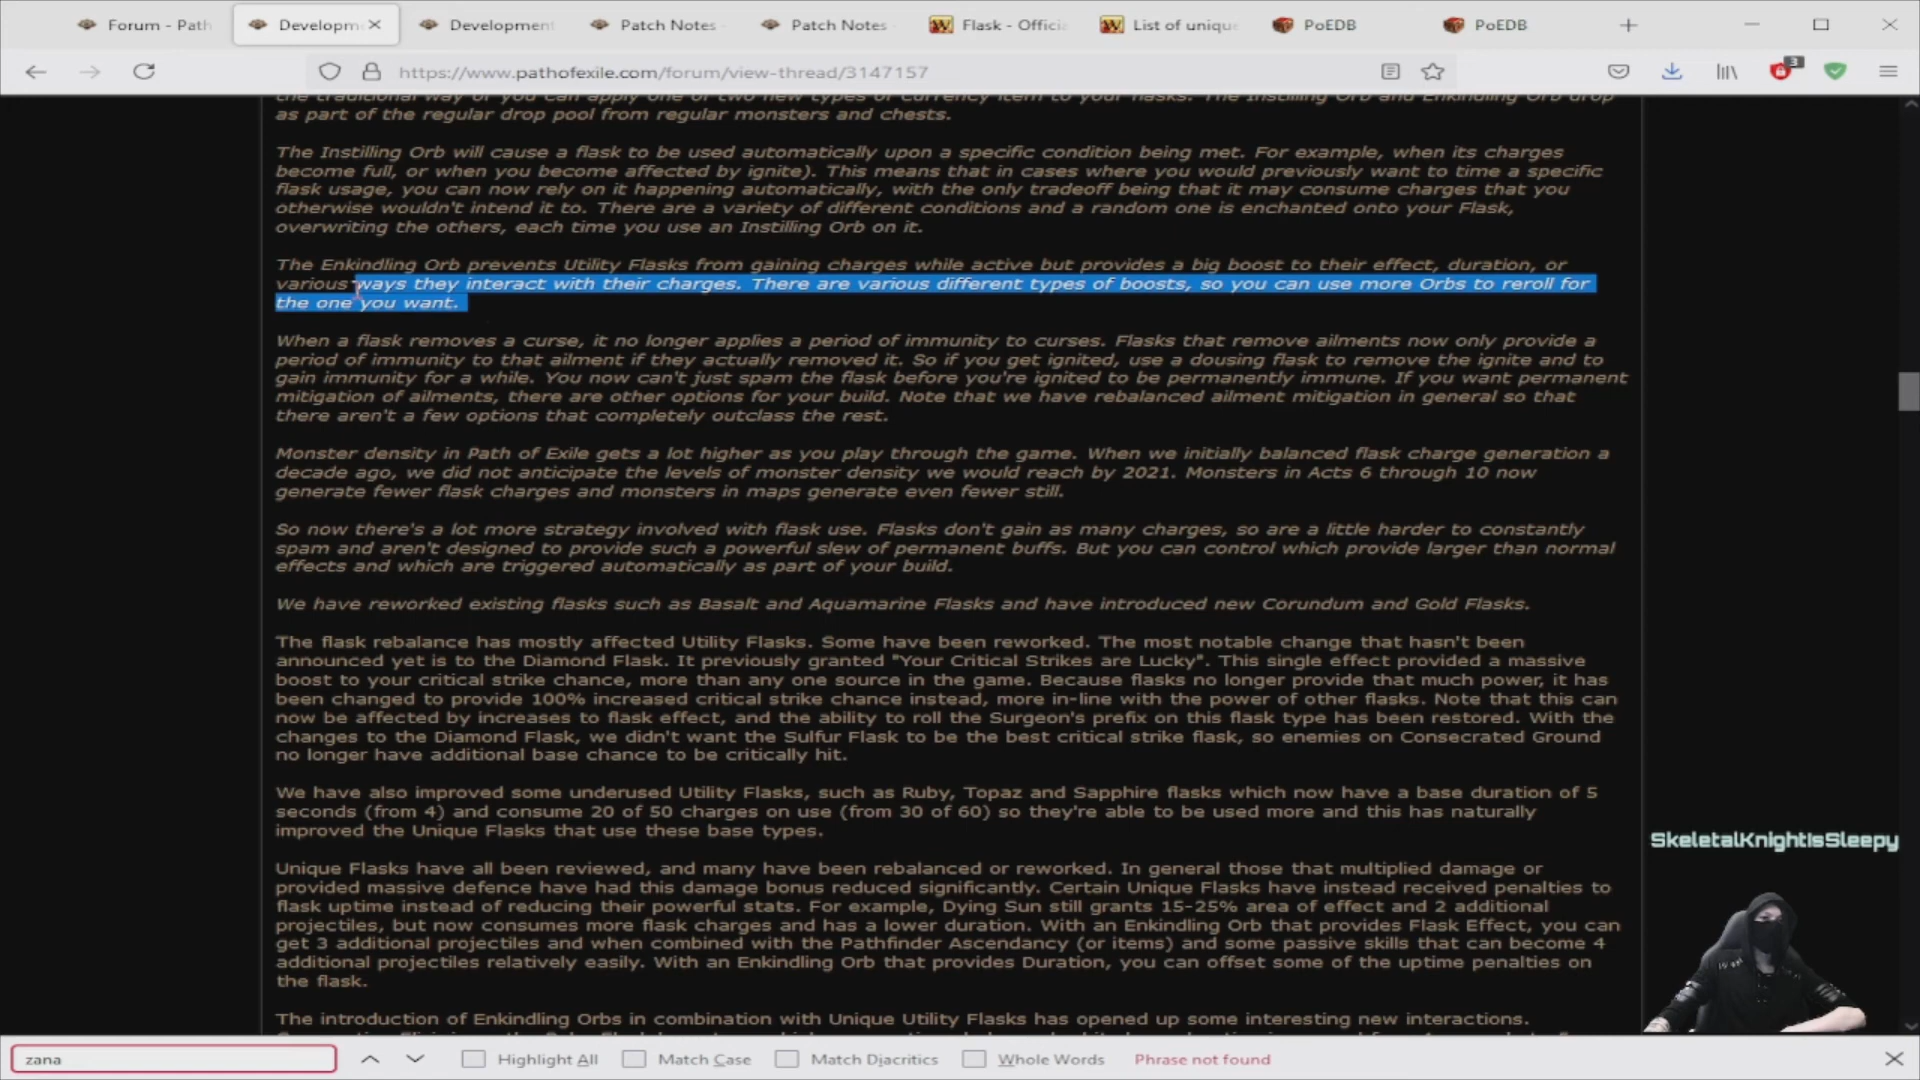 Forum - Path
Developm
Development
Patch Notes
Patch Notes
Flask - Offici
List of unique
PoEDB
PoEDB
https://www.pathofexile.com/forum/view-thread/3147157
3
the traditional way or you can apply one of two new types of currency item to your flasks. The Instilling Orb and Enkindling Orb drop
as part of the regular drop pool from regular monsters and chests.
The Instilling Orb will cause a flask to be used automatically upon a specific condition being met. For example, when its charges
become full, or when you become affected by ignite). This means that in cases where you would previously want to time a specific
flask usage, you can now rely on it happening automatically, with the only tradeoff being that it may consume charges that you
otherwise wouldn't intend it to. There are a variety of different conditions and a random one is enchanted onto your Flask,
overwriting the others, each time you use an Instilling Orb on it.
The Enkindling Orb prevents Utility Flasks from gaining charges while active but provides a big boost to their effect, duration, or
various ways they interact with their charges. There are various different types of boosts, so you can use more Orbs to reroll for
the one you want.
When a flask removes a curse, it no longer applies a period of immunity to curses. Flasks that remove ailments now only provide a
period of immunity to that ailment if they actually removed it. So if you get ignited, use a dousing flask to remove the ignite and to
gain immunity for a while. You now can't just spam the flask before you're ignited to be permanently immune. If you want permanent
mitigation of ailments, there are other options for your build. Note that we have rebalanced ailment mitigation in general so that
there aren't a few options that completely outclass the rest.
Monster density in Path of Exile gets a lot higher as you play through the game. When we initially balanced flask charge generation a
decade ago, we did not anticipate the levels of monster density we would reach by 2021. Monsters in Acts 6 through 10 now
generate fewer flask charges and monsters in maps generate even fewer still.
So now there's a lot more strategy involved with flask use. Flasks don't gain as many charges, so are a little harder to constantly
spam and aren't designed to provide such a powerful slew of permanent buffs. But you can control which provide larger than normal
effects and which are triggered automatically as part of your build.
We have reworked existing flasks such as Basalt and Aquamarine Flasks and have introduced new Corundum and Gold Flasks.
The flask rebalance has mostly affected Utility Flasks. Some have been reworked. The most notable change that hasn't been
announced yet is to the Diamond Flask. It previously granted "Your Critical Strikes are Lucky". This single effect provided a massive
boost to your critical strike chance, more than any one source in the game. Because flasks no longer provide that much power, it has
been changed to provide 100% increased critical strike chance instead, more in-line with the power of other flasks. Note that this can
now be affected by increases to flask effect, and the ability to roll the Surgeon's prefix on this flask type has been restored. With the
changes to the Diamond Flask, we didn't want the Sulfur Flask to be the best critical strike flask, so enemies on Consecrated Ground
no longer have additional base chance to be critically hit.
We have also improved some underused Utility Flasks, such as Ruby, Topaz and Sapphire flasks which now have a base duration of 5
seconds (from 4) and consume 20 of 50 charges on use (from 30 of 60) so they're able to be used more and this has naturally
improved the Unique Flasks that use these base types.
Unique Flasks have all been reviewed, and many have been rebalanced or reworked. In general those that multiplied damage or
provided massive defence have had this damage bonus reduced significantly. Certain Unique Flasks have instead received penalties to
flask uptime instead of reducing their powerful stats. For example, Dying Sun still grants 15-25% area of effect and 2 additional
projectiles, but now consumes more flask charges and has a lower duration. With an Enkindling Orb that provides Flask Effect, you can
get 3 additional projectiles and when combined with the Pathfinder Ascendancy (or items) and some passive skills that can become 4
additional projectiles relatively easily. With an Enkindling Orb that provides Duration, you can offset some of the uptime penalties on
the flask.
The introduction of Enkindling Orbs in combination with Unique Utility Flasks has opened up some interesting new interactions.
SkeletalKnightIsSleepy
zana
Highlight All
Match Case
Match Diacritics
Whole Words
Phrase not found